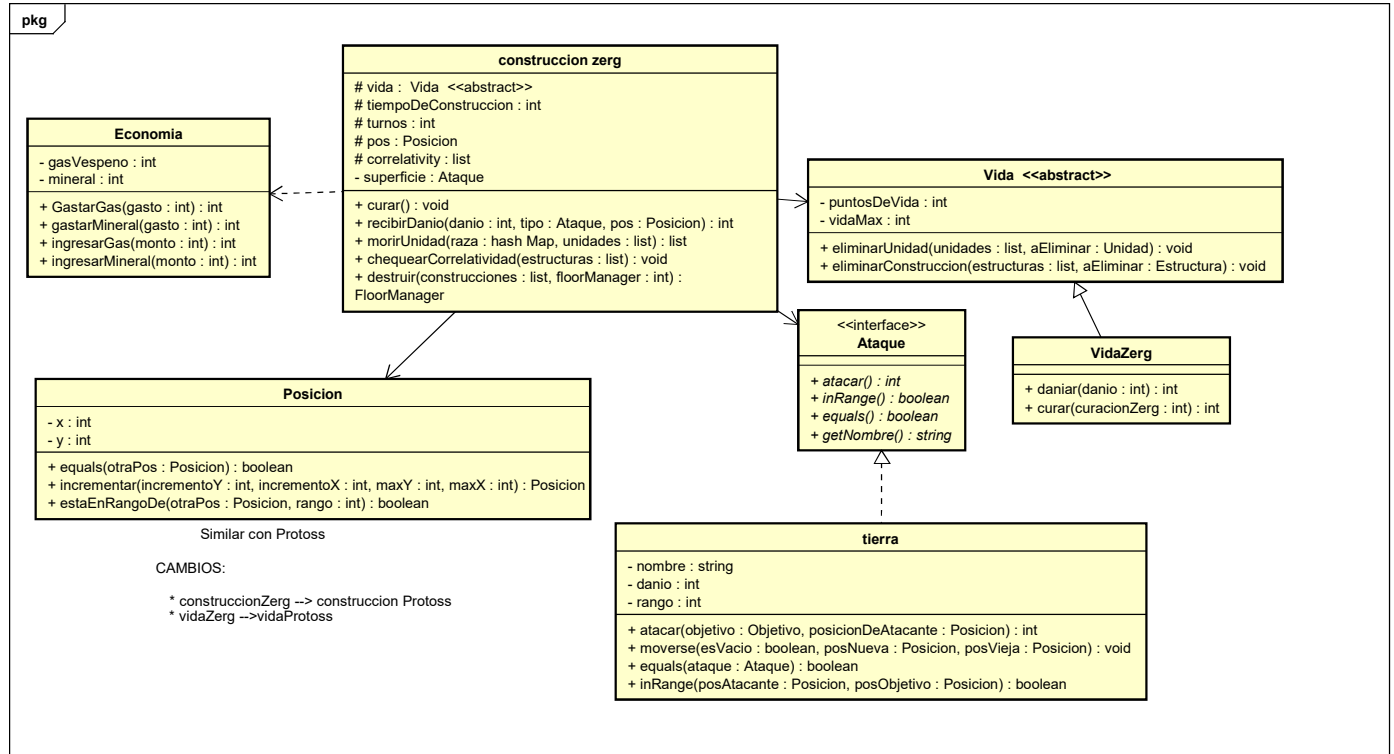 pkg
construccion zerg
# vida :  Vida  <<abstract>>
# tiempoDeConstruccion : int
# turnos : int
# pos : Posicion
# correlativity : list
- superficie : Ataque
+ curar() : void
+ recibirDanio(danio : int, tipo : Ataque, pos : Posicion) : int
+ morirUnidad(raza : hash Map, unidades : list) : list
+ chequearCorrelatividad(estructuras : list) : void
+ destruir(construcciones : list, floorManager : int) :
FloorManager
Economia
- gasVespeno : int
- mineral : int
+ GastarGas(gasto : int) : int
+ gastarMineral(gasto : int) : int
+ ingresarGas(monto : int) : int
+ ingresarMineral(monto : int) : int
Vida  <<abstract>>
- puntosDeVida : int
- vidaMax : int
+ eliminarUnidad(unidades : list, aEliminar : Unidad) : void
+ eliminarConstruccion(estructuras : list, aEliminar : Estructura) : void
<<interface>>
Ataque
+ atacar() : int
+ inRange() : boolean
+ equals() : boolean
+ getNombre() : string
VidaZerg
+ daniar(danio : int) : int
+ curar(curacionZerg : int) : int
Posicion
- x : int
- y : int
+ equals(otraPos : Posicion) : boolean
+ incrementar(incrementoY : int, incrementoX : int, maxY : int, maxX : int) : Posicion
+ estaEnRangoDe(otraPos : Posicion, rango : int) : boolean
Similar con Protoss
CAMBIOS:
* construccionZerg --> construccion Protoss
* vidaZerg -->vidaProtoss
tierra
- nombre : string
- danio : int
- rango : int
+ atacar(objetivo : Objetivo, posicionDeAtacante : Posicion) : int
+ moverse(esVacio : boolean, posNueva : Posicion, posVieja : Posicion) : void
+ equals(ataque : Ataque) : boolean
+ inRange(posAtacante : Posicion, posObjetivo : Posicion) : boolean